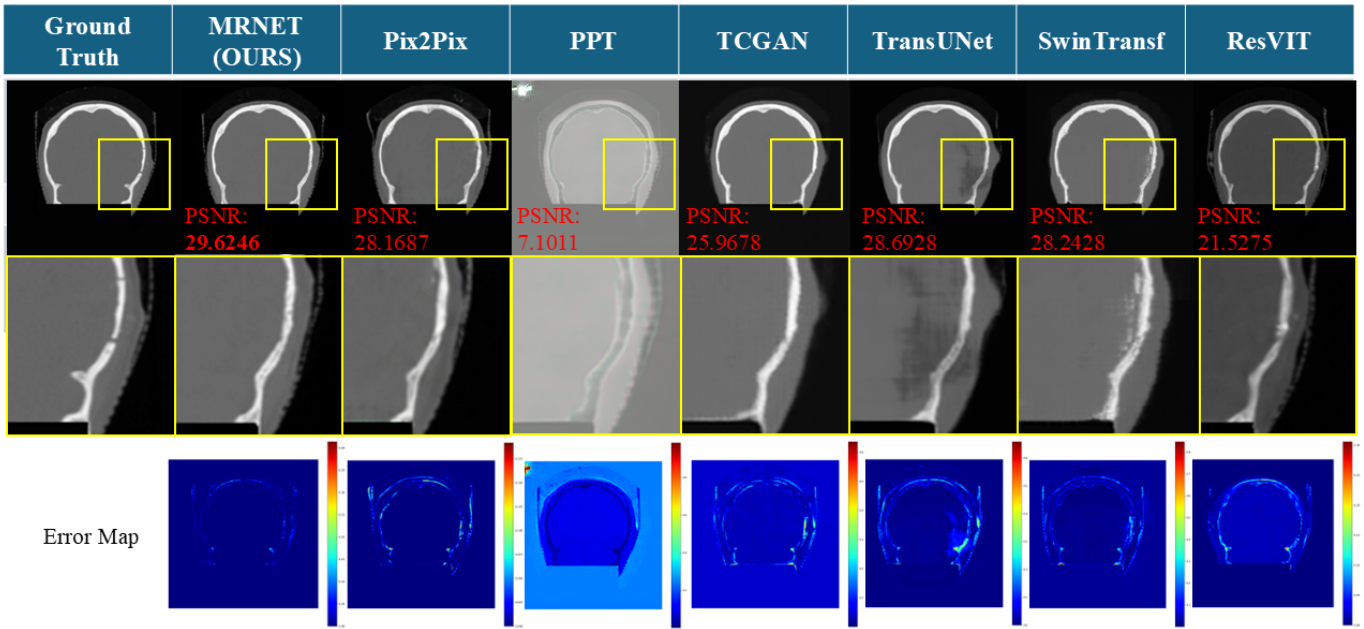 Ground
Truth
MRNET
(OURS)
Pix2Pix
PPT
TCGAN
TransUNet
SwinTransf
ResVIT
PSNR:
29.6246
PSNR:
28.1687
PSNR:
7.1011
PSNR:
25.9678
PSNR:
28.6928
PSNR:
28.2428
PSNR:
21.5275
Error Map